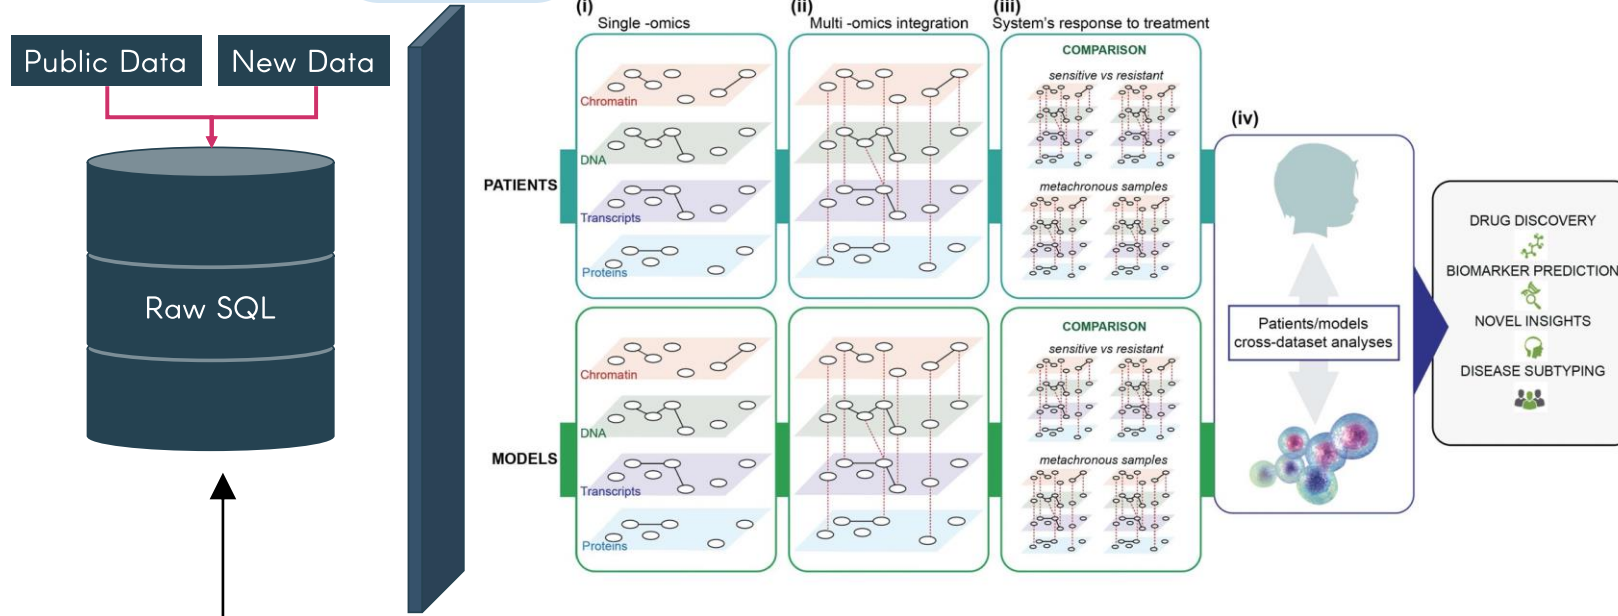 Public Data
New Data
Raw SQL
(i)
Single -omics
(ii)
Multi -omics integration
(iii)
System's response to treatment
PATIENTS
Chromatin
DNA
Transcripts
Proteins
COMPARISON
sensitive vs resistant
metachronous samples
MODELS
Chromatin
DNA
Transcripts
Proteins
COMPARISON
sensitive vs resistant
metachronous samples
(iv)
Patients/models
cross-dataset analyses
DRUG DISCOVERY
BIOMARKER PREDICTION
NOVEL INSIGHTS
DISEASE SUBTYPING